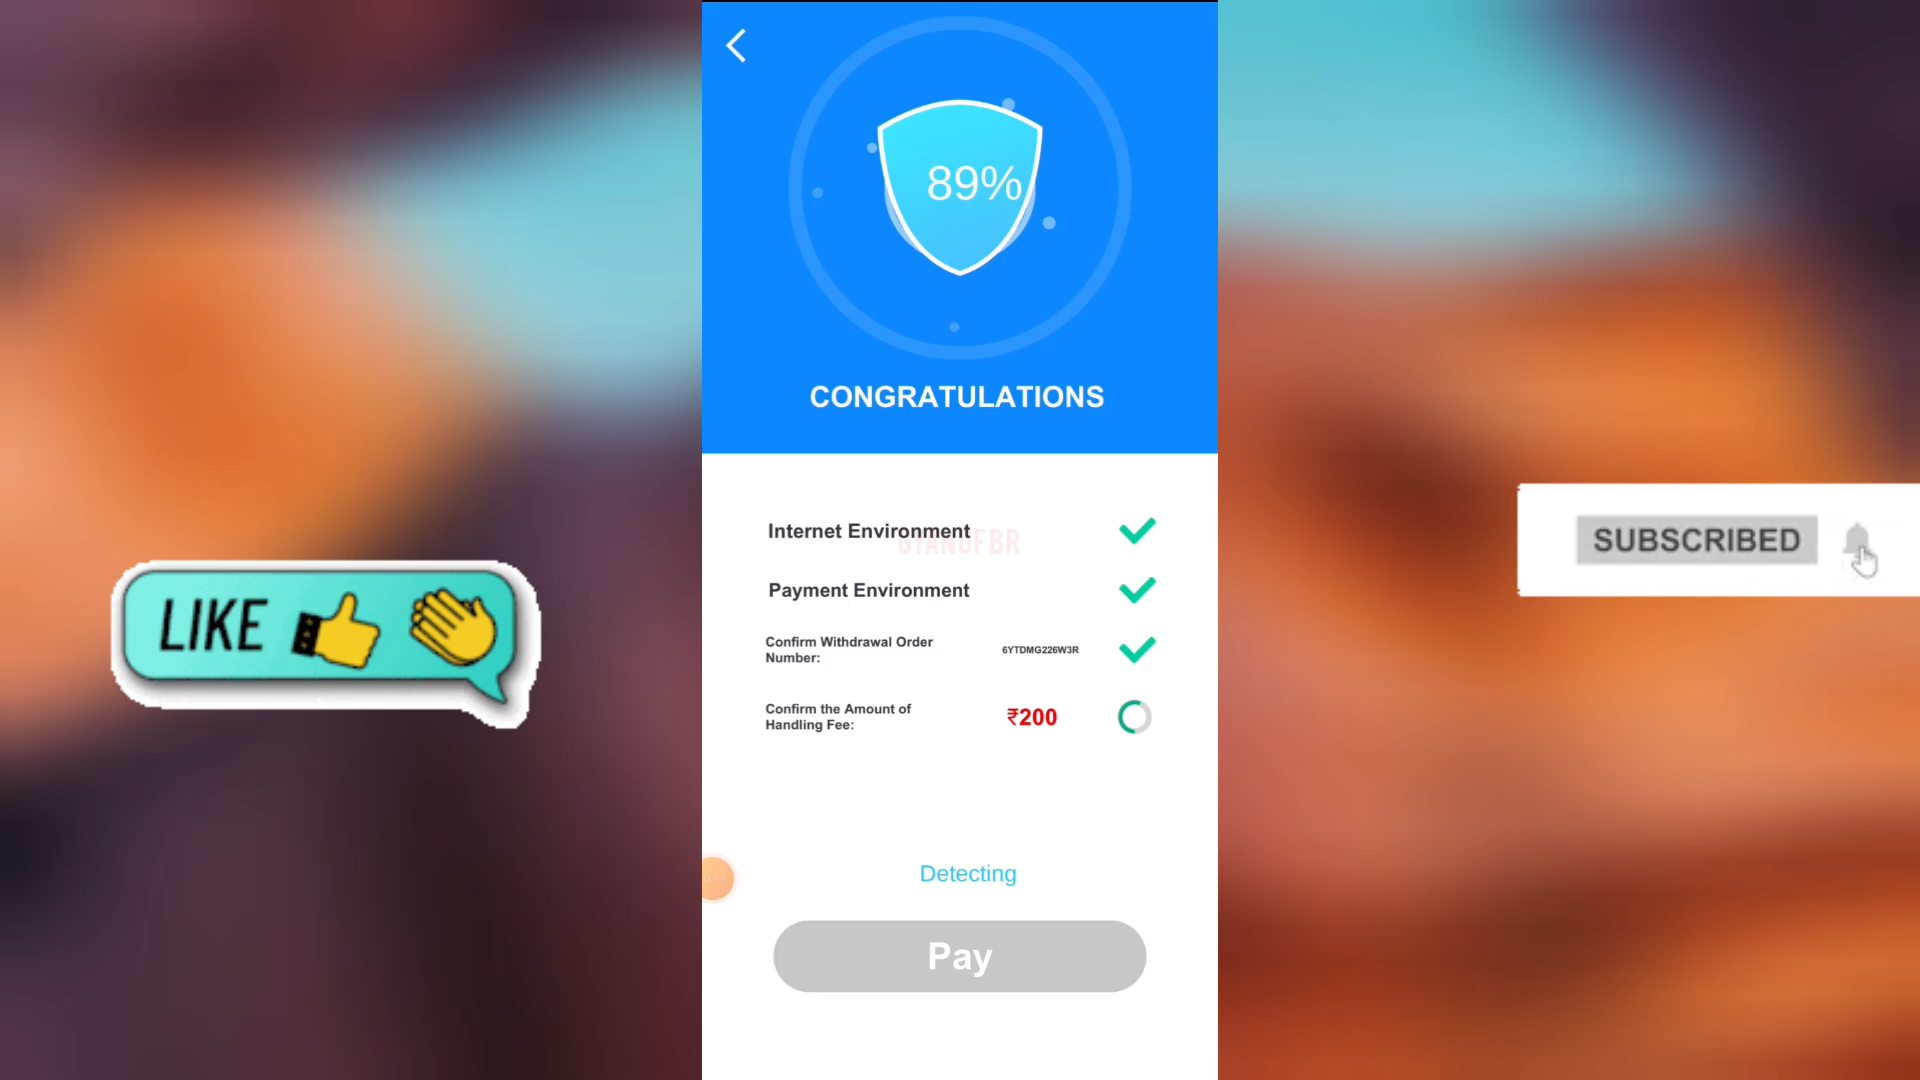 89%
CONGRATULATIONS
Internet Environment
GYANOFBR
Payment Environment
Confirm Withdrawal Order
Number:
6YTDMG226W3R
Confirm the Amount of
Handling Fee:
₹200
Detecting
Pay
LIKE
SUBSCRIBED